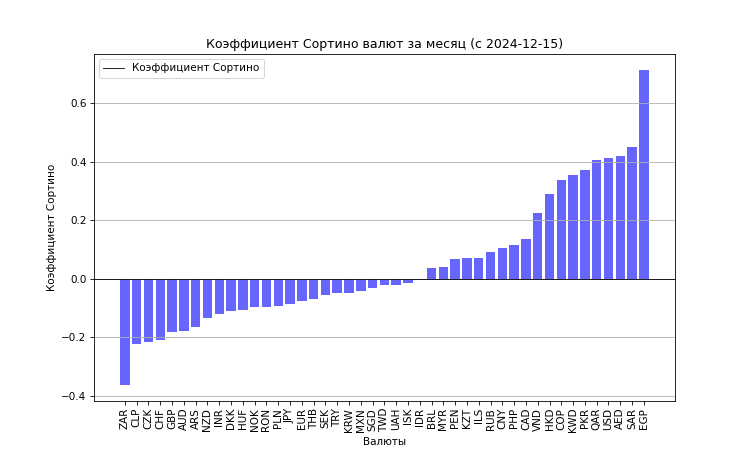 Коэффициент Сортино валют за месяц (с 2024-12-15)
Коэффициент Сортино
Коэффициент Сортино
0.6
0.4
0.2
0.0
−0.2
−0.4
ZAR CLP CZK CHF GBP AUD ARS NZD INR DKK HUF NOK RON PLN JPY EUR THB SEK TRY KRW MXN SGD TWD UAH ISK IDR BRL MYR PEN KZT ILS RUB CNY PHP CAD VND HKD COP KWD PKR QAR USD AED SAR EGP
Валюты